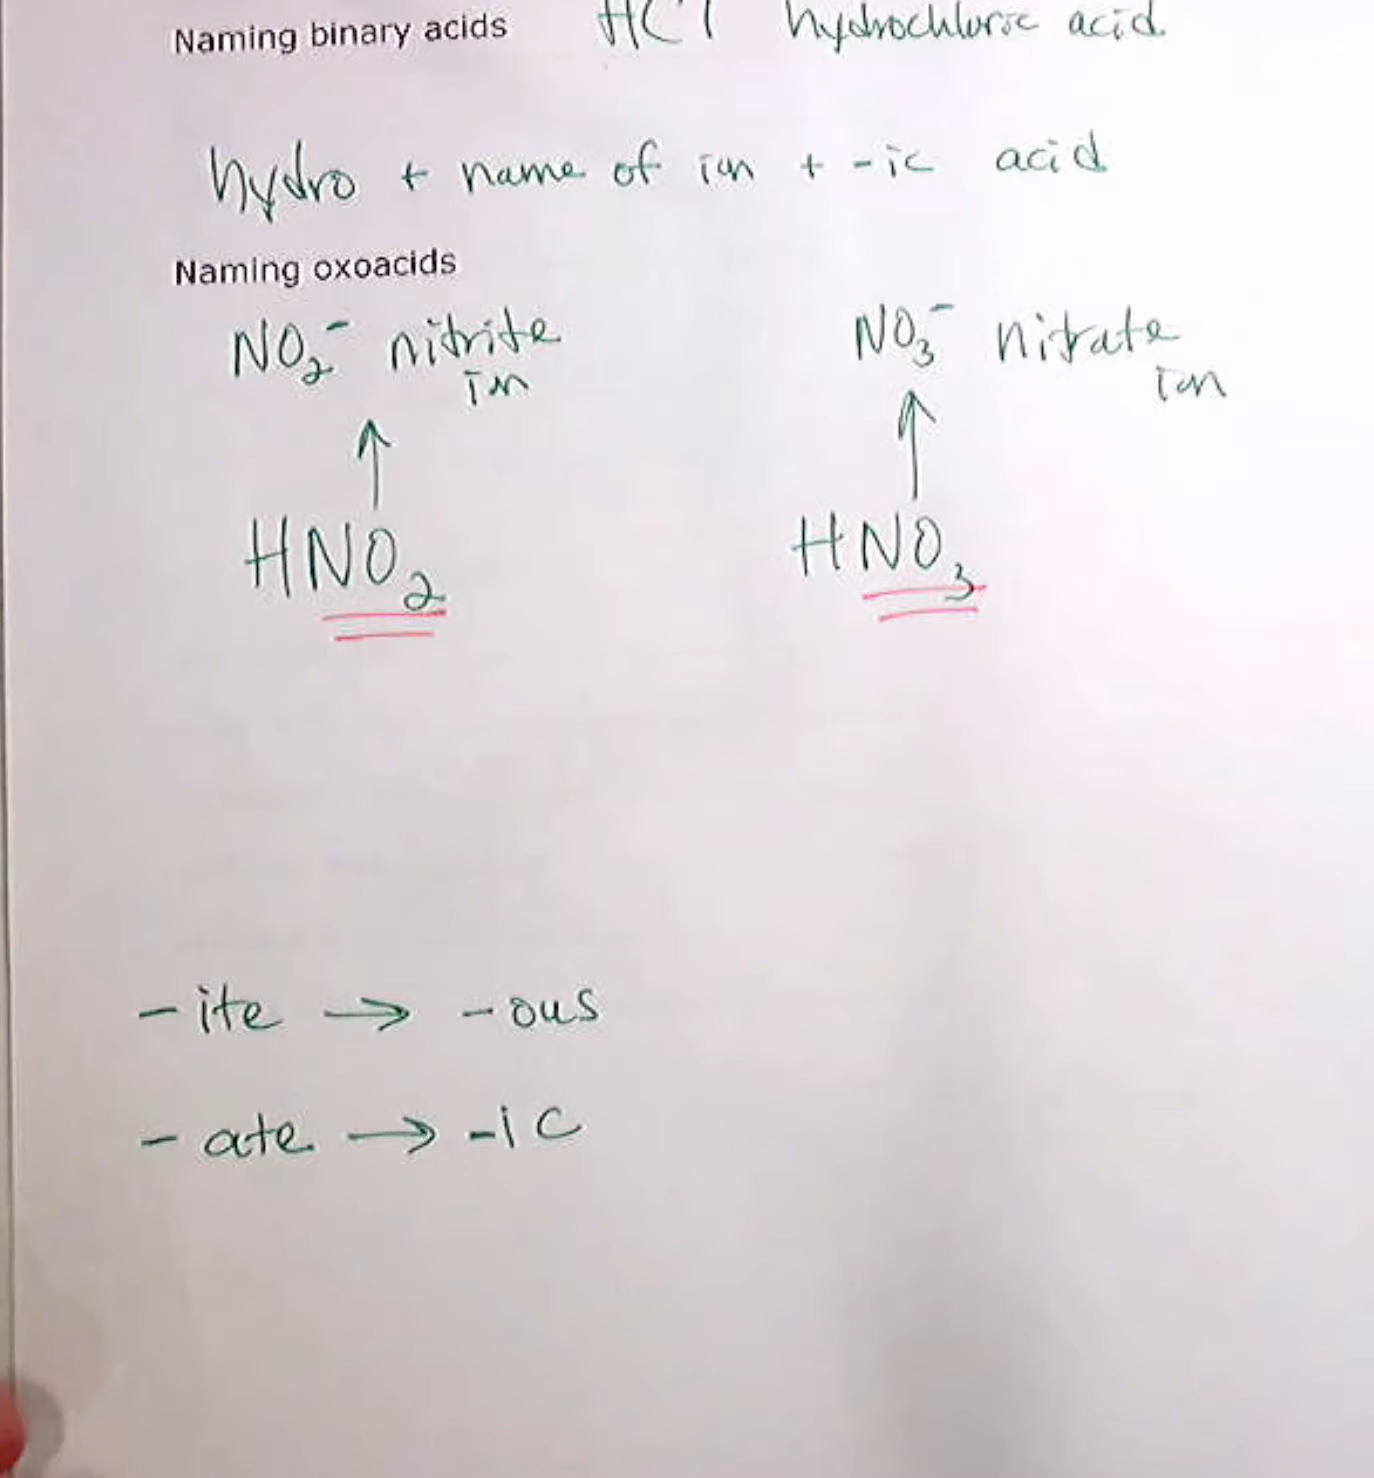 Naming binary acids HCl hydrochloric acid
hydro + name of ion + -ic acid
Naming oxoacids
NO₂⁻ nitrite ion NO₃⁻ nitrate ion
↑ ↑
HNO₂ HNO₃
-ite → -ous
-ate → -ic